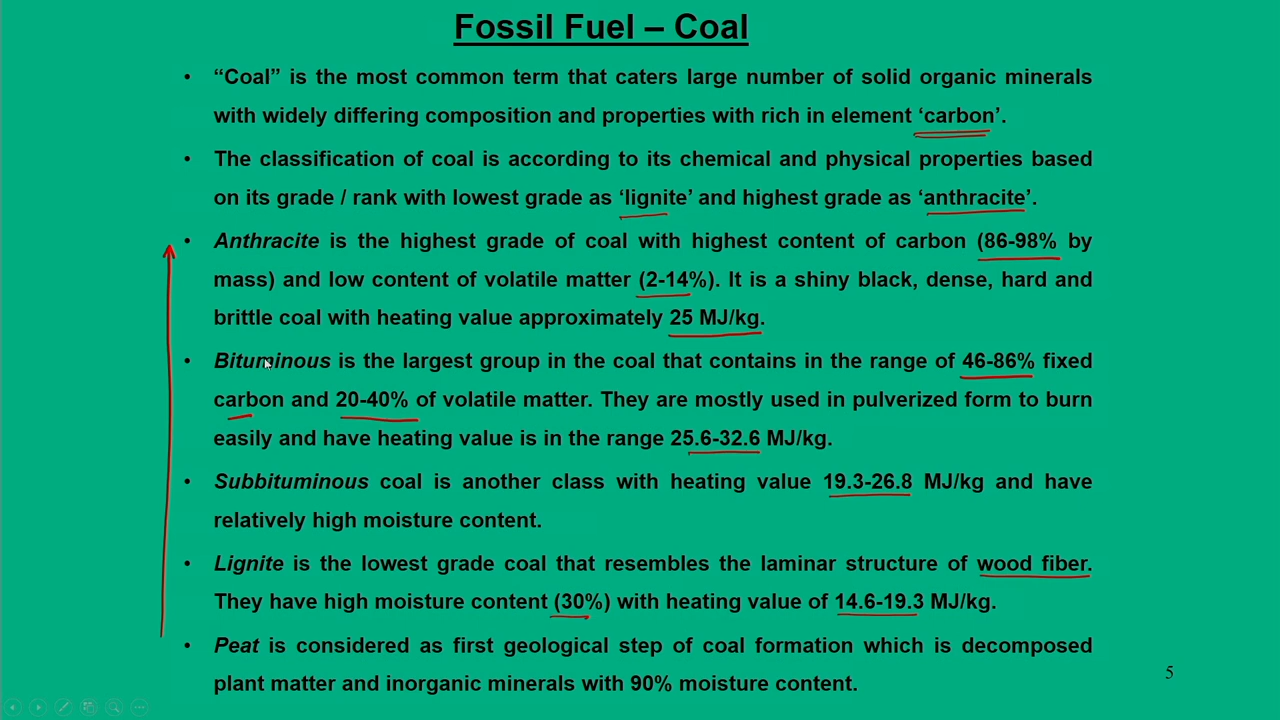 Fossil Fuel – Coal
• “Coal” is the most common term that caters large number of solid organic minerals
with widely differing composition and properties with rich in element ‘carbon’.
• The classification of coal is according to its chemical and physical properties based
on its grade / rank with lowest grade as ‘lignite’ and highest grade as ‘anthracite’.
• Anthracite is the highest grade of coal with highest content of carbon (86-98% by
mass) and low content of volatile matter (2-14%). It is a shiny black, dense, hard and
brittle coal with heating value approximately 25 MJ/kg.
• Bituminous is the largest group in the coal that contains in the range of 46-86% fixed
carbon and 20-40% of volatile matter. They are mostly used in pulverized form to burn
easily and have heating value is in the range 25.6-32.6 MJ/kg.
• Subbituminous coal is another class with heating value 19.3-26.8 MJ/kg and have
relatively high moisture content.
• Lignite is the lowest grade coal that resembles the laminar structure of wood fiber.
They have high moisture content (30%) with heating value of 14.6-19.3 MJ/kg.
• Peat is considered as first geological step of coal formation which is decomposed
plant matter and inorganic minerals with 90% moisture content.
5